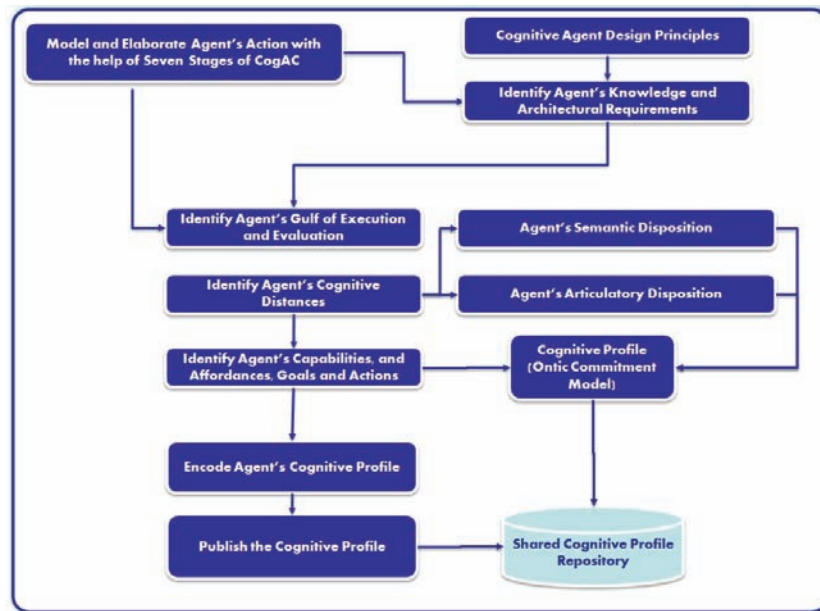 Model and Elaborate Agent's Action with
the help of Seven Stages of CogAC
Cognitive Agent Design Principles
Identify Agent's Knowledge and
Architectural Requirements
Identify Agent's Gulf of Execution
and Evaluation
Agent's Semantic Disposition
Identify Agent's Cognitive
Distances
Agent's Articulatory Disposition
Identify Agent's Capabilities, and
Affordances, Goals and Actions
Cognitive Profile
(Ontic Commitment
Model)
Encode Agent's Cognitive Profile
Publish the Cognitive Profile
Shared Cognitive Profile
Repository